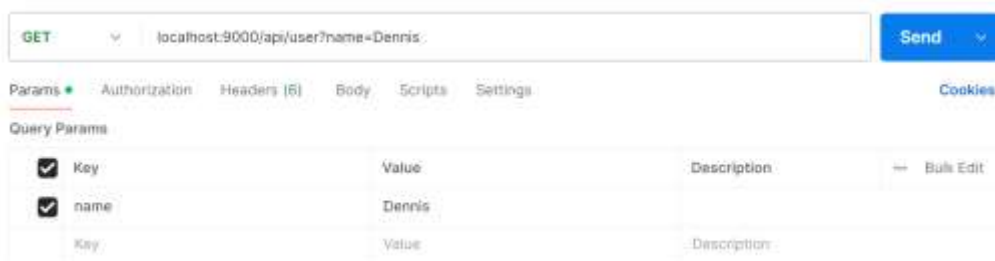 GET localhost:9000/api/user?name=Dennis Send
Params Authorization Headers (6) Body Scripts Settings Cookies
Query Params
Key Value Description Bulk Edit
name Dennis
Key Value Description